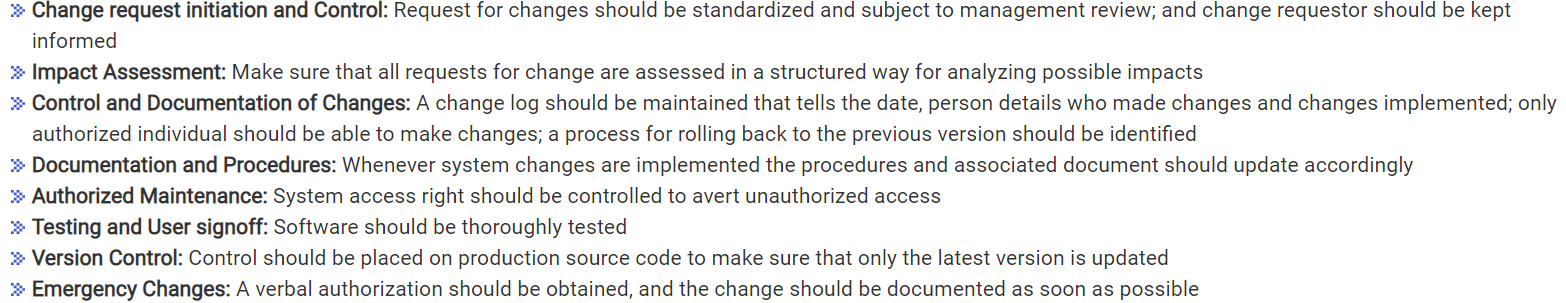 Change request initiation and Control: Request for changes should be standardized and subject to management review; and change requestor should be kept
informed
Impact Assessment: Make sure that all requests for change are assessed in a structured way for analyzing possible impacts
Control and Documentation of Changes: A change log should be maintained that tells the date, person details who made changes and changes implemented; only
authorized individual should be able to make changes; a process for rolling back to the previous version should be identified
Documentation and Procedures: Whenever system changes are implemented the procedures and associated document should update accordingly
Authorized Maintenance: System access right should be controlled to avert unauthorized access
Testing and User signoff: Software should be thoroughly tested
Version Control: Control should be placed on production source code to make sure that only the latest version is updated
Emergency Changes: A verbal authorization should be obtained, and the change should be documented as soon as possible